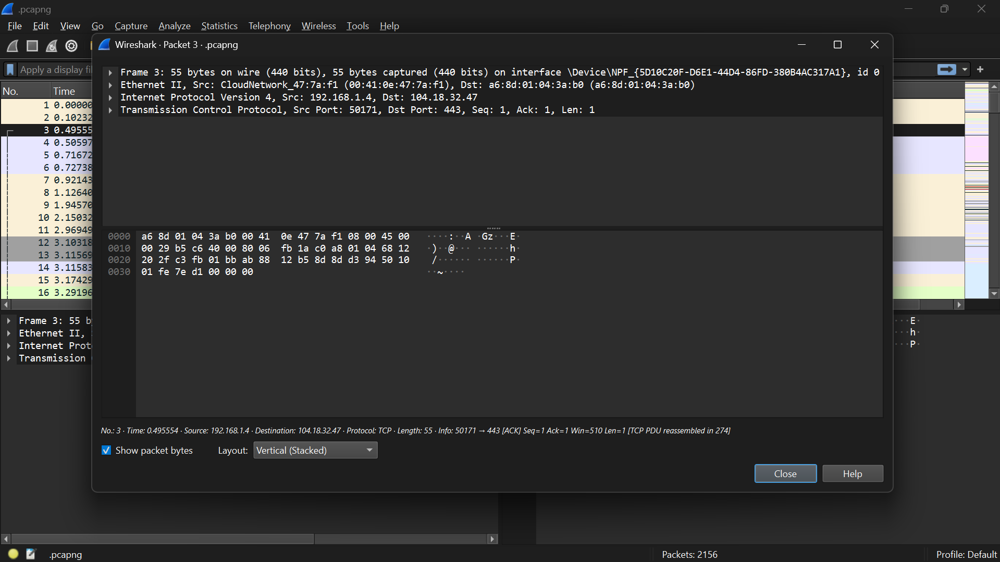 .pcapng
File Edit View Go Capture Analyze Statistics Telephony Wireless Tools Help
Wireshark · Packet 3 · .pcapng
Apply a display fil
Frame 3: 55 bytes on wire (440 bits), 55 bytes captured (440 bits) on interface \Device\NPF_{5D10C20F-D6E1-44D4-86FD-380B4AC317A1}, id 0
Ethernet II, Src: CloudNetwork_47:7a:f1 (00:41:0e:47:7a:f1), Dst: a6:8d:01:04:3a:b0 (a6:8d:01:04:3a:b0)
Internet Protocol Version 4, Src: 192.168.1.4, Dst: 104.18.32.47
Transmission Control Protocol, Src Port: 50171, Dst Port: 443, Seq: 1, Ack: 1, Len: 1
No. Time
1 0.00000
2 0.10232
3 0.49555
4 0.50597
5 0.71672
6 0.72738
7 0.92143
8 1.12640
9 1.94570
10 2.15032
11 2.96949
12 3.10318
13 3.11569
14 3.11583
15 3.17429
16 3.29196
0000 a6 8d 01 04 3a b0 00 41 0e 47 7a f1 08 00 45 00 ····:··A ·Gz···E·
0010 00 29 b5 c6 40 00 80 06 fb 1a c0 a8 01 04 68 12 ·)··@··· ······h·
0020 20 2f c3 fb 01 bb ab 88 12 b5 8d 8d d3 94 50 10 /······ ······P·
0030 01 fe 7e d1 00 00 00 ··~····
Frame 3: 55 b
Ethernet II,
Internet Prot
Transmission
···E·
···h·
···P·
No.: 3 · Time: 0.495554 · Source: 192.168.1.4 · Destination: 104.18.32.47 · Protocol: TCP · Length: 55 · Info: 50171 → 443 [ACK] Seq=1 Ack=1 Win=510 Len=1 [TCP PDU reassembled in 274]
Show packet bytes Layout: Vertical (Stacked)
Close Help
.pcapng Packets: 2156 Profile: Default